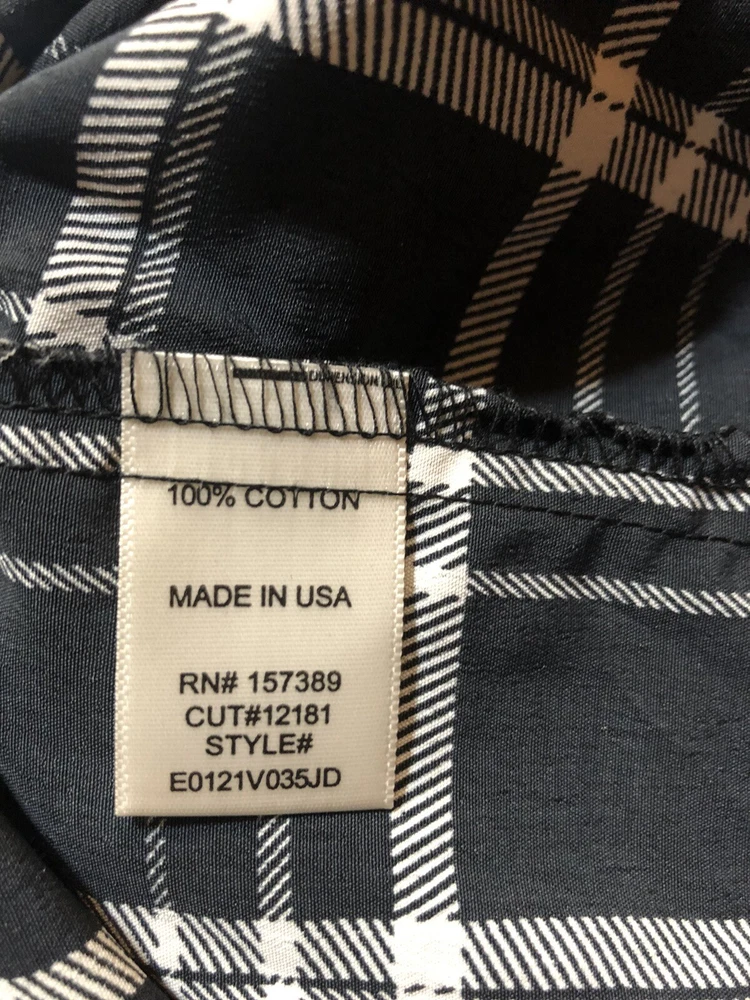 100% COTTON
MADE IN USA
RN# 157389
CUT#12181
STYLE#
E0121V035JD